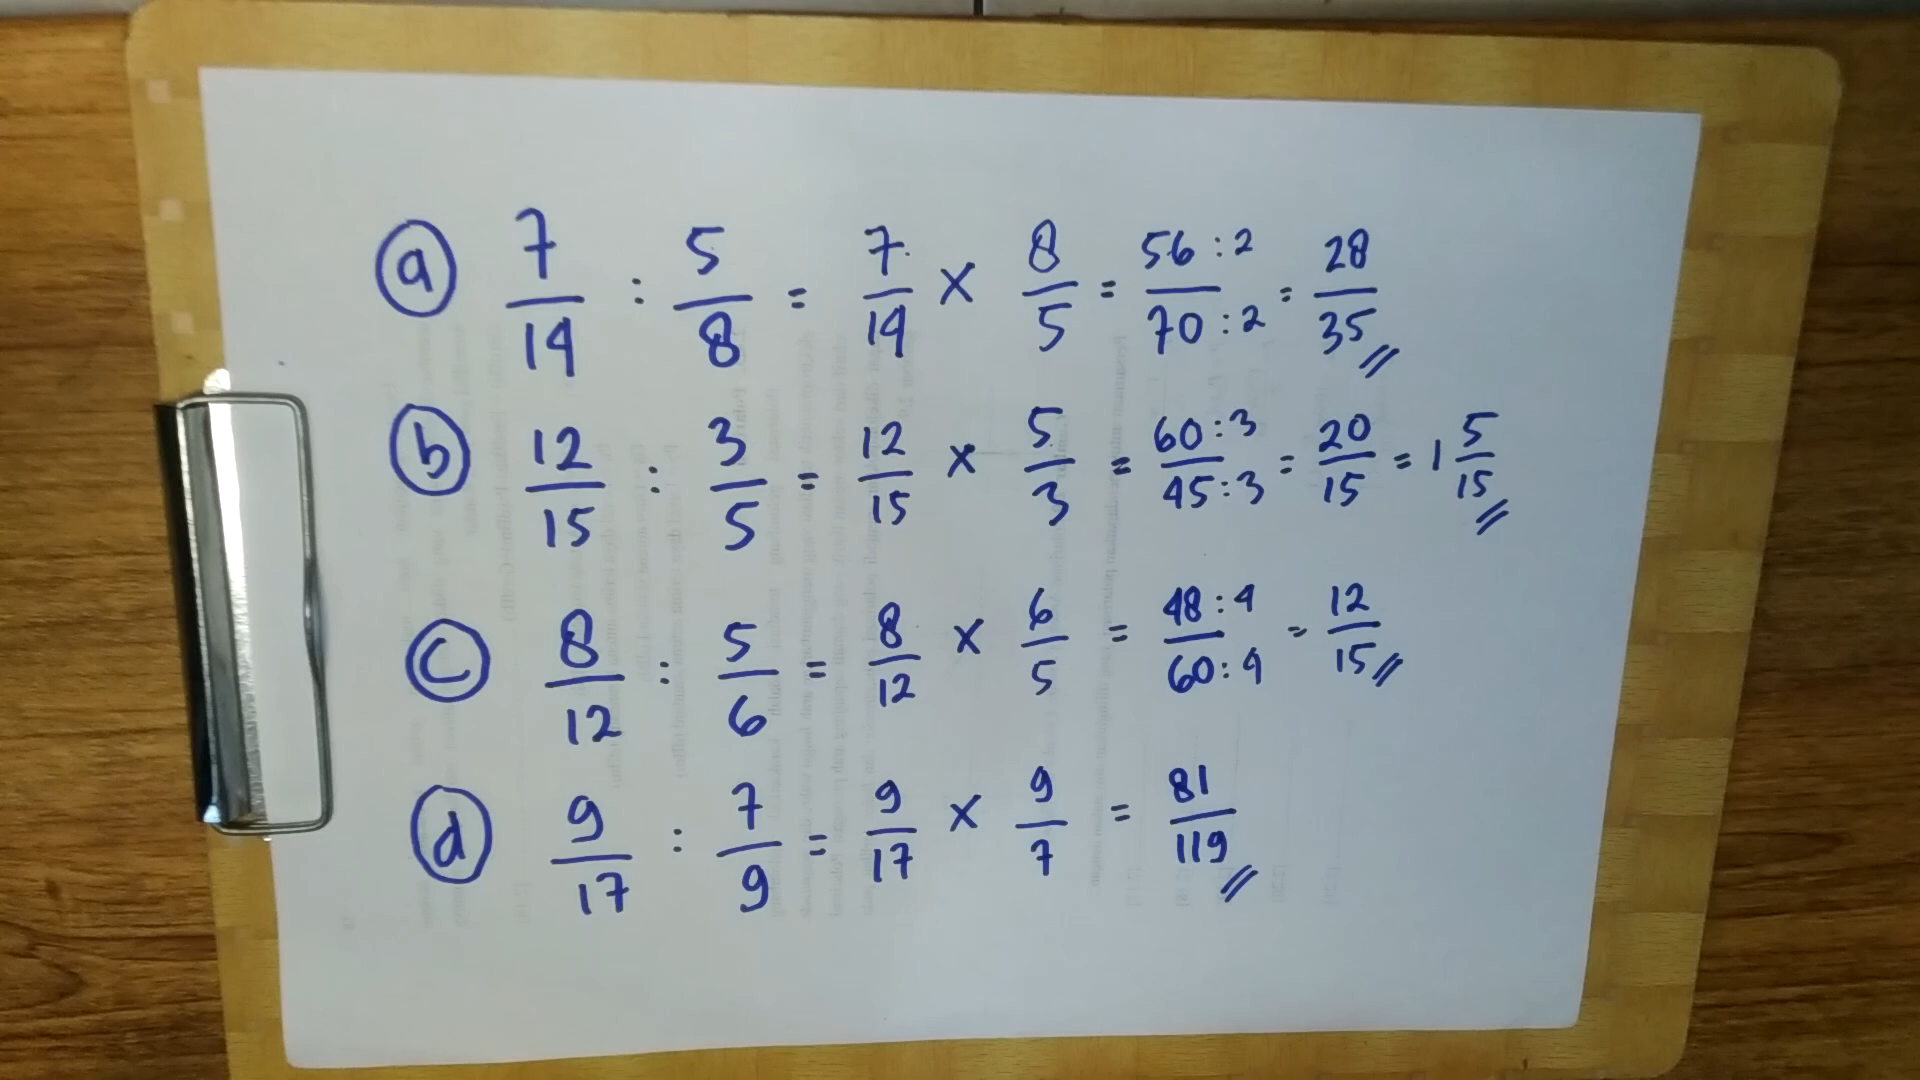 a 7/14 : 5/8 = 7/14 × 8/5 = 56:2/70:2 = 28/35
b 12/15 : 3/5 = 12/15 × 5/3 = 60:3/45:3 = 20/15 = 1 5/15
c 8/12 : 5/6 = 8/12 × 6/5 = 48:4/60:4 = 12/15
d 9/17 : 7/9 = 9/17 × 9/7 = 81/119